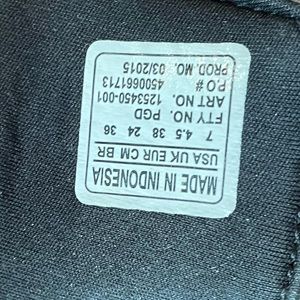 MADE IN INDONESIA
USA UK EUR CM BR
7 4.5 38 24 36
FTY NO. PGD
ART NO. 1253450-001
P.O # 4500661713
PROD. MO. 03/2015